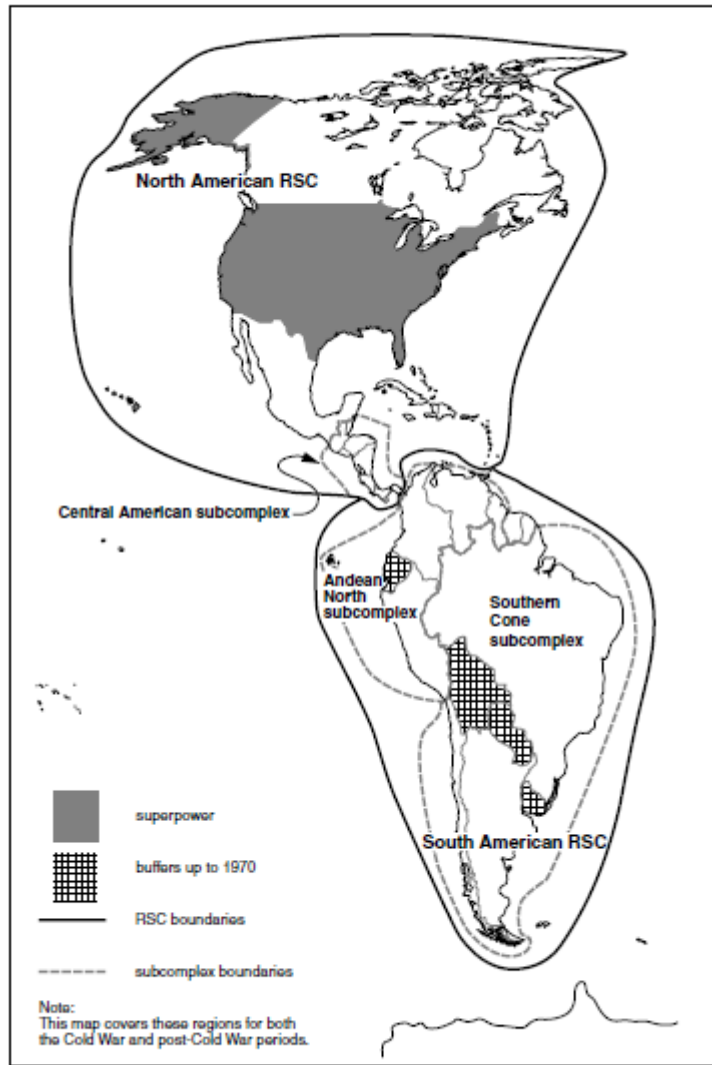 North American RSC
Central American subcomplex
Andean
North
subcomplex
Southern
Cone
subcomplex
South American RSC
superpower
buffers up to 1970
RSC boundaries
subcomplex boundaries
Note:
This map covers these regions for both
the Cold War and post-Cold War periods.